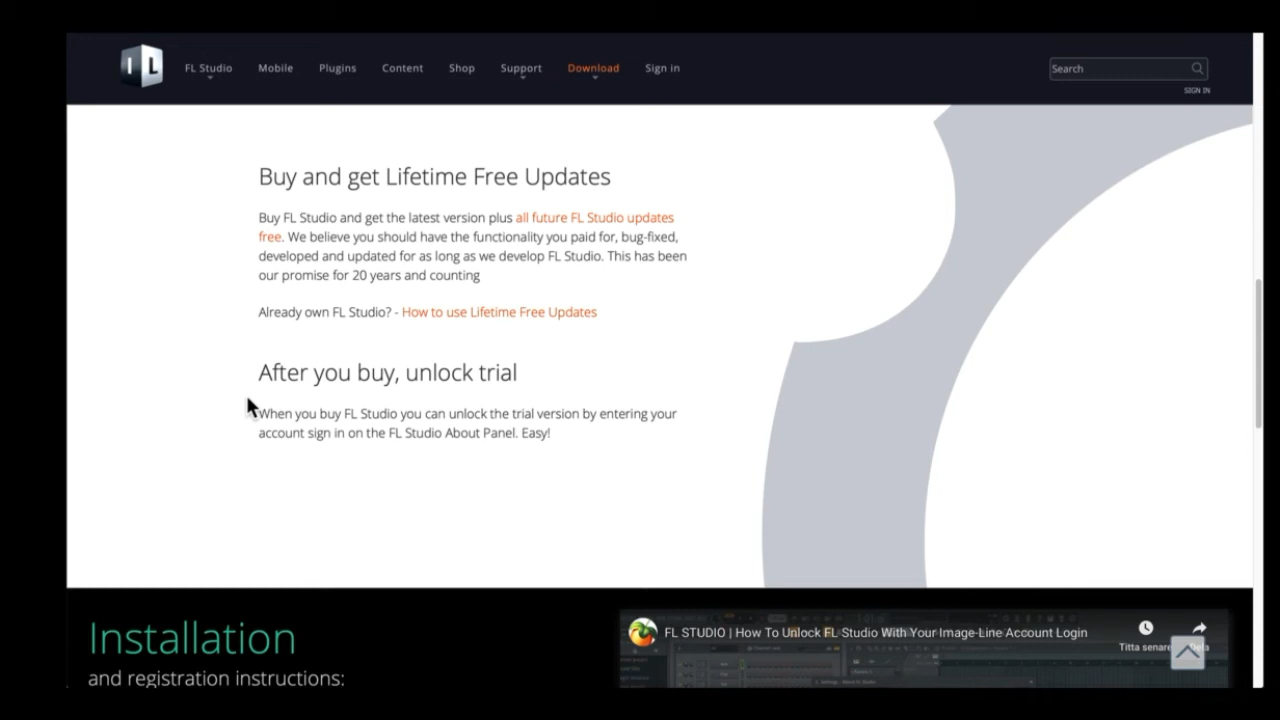 IL FL Studio Mobile Plugins Content Shop Support Download Sign in Search
SIGN IN
Buy and get Lifetime Free Updates
Buy FL Studio and get the latest version plus all future FL Studio updates
free. We believe you should have the functionality you paid for, bug-fixed,
developed and updated for as long as we develop FL Studio. This has been
our promise for 20 years and counting
Already own FL Studio? - How to use Lifetime Free Updates
After you buy, unlock trial
When you buy FL Studio you can unlock the trial version by entering your
account sign in on the FL Studio About Panel. Easy!
Installation
and registration instructions:
FL STUDIO | How To Unlock FL Studio With Your Image-Line Account Login
Titta senare